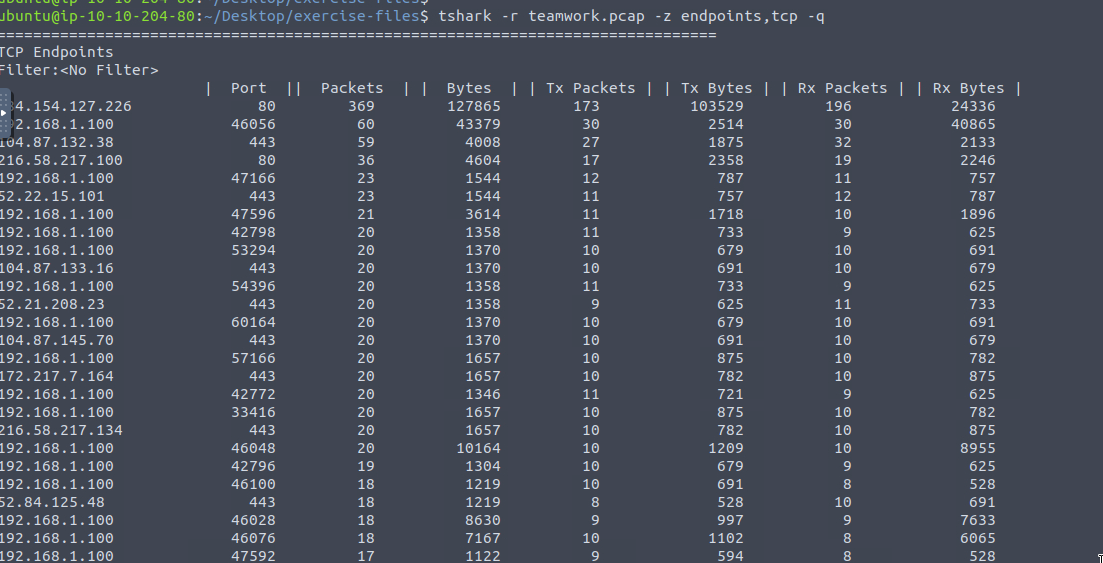 ubuntu@ip-10-10-204-80:~/Desktop/exercise-files$
ubuntu@ip-10-10-204-80:~/Desktop/exercise-files$ tshark -r teamwork.pcap -z endpoints,tcp -q
================================================================================
TCP Endpoints
Filter:<No Filter>
| Port || Packets | | Bytes | | Tx Packets | | Tx Bytes | | Rx Packets | | Rx Bytes |
4.154.127.226 80 369 127865 173 103529 196 24336
2.168.1.100 46056 60 43379 30 2514 30 40865
104.87.132.38 443 59 4008 27 1875 32 2133
216.58.217.100 80 36 4604 17 2358 19 2246
192.168.1.100 47166 23 1544 12 787 11 757
52.22.15.101 443 23 1544 11 757 12 787
192.168.1.100 47596 21 3614 11 1718 10 1896
192.168.1.100 42798 20 1358 11 733 9 625
192.168.1.100 53294 20 1370 10 679 10 691
104.87.133.16 443 20 1370 10 691 10 679
192.168.1.100 54396 20 1358 11 733 9 625
52.21.208.23 443 20 1358 9 625 11 733
192.168.1.100 60164 20 1370 10 679 10 691
104.87.145.70 443 20 1370 10 691 10 679
192.168.1.100 57166 20 1657 10 875 10 782
172.217.7.164 443 20 1657 10 782 10 875
192.168.1.100 42772 20 1346 11 721 9 625
192.168.1.100 33416 20 1657 10 875 10 782
216.58.217.134 443 20 1657 10 782 10 875
192.168.1.100 46048 20 10164 10 1209 10 8955
192.168.1.100 42796 19 1304 10 679 9 625
192.168.1.100 46100 18 1219 10 691 8 528
52.84.125.48 443 18 1219 8 528 10 691
192.168.1.100 46028 18 8630 9 997 9 7633
192.168.1.100 46076 18 7167 10 1102 8 6065
192.168.1.100 47592 17 1122 9 594 8 528